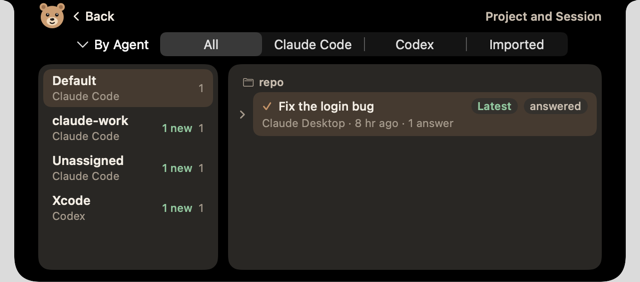 Back
Project and Session
By Agent
All
Claude Code
Codex
Imported
Default
Claude Code
1
claude-work
Claude Code
1 new 1
Unassigned
Claude Code
1 new 1
Xcode
Codex
1 new 1
repo
Fix the login bug
Latest
answered
Claude Desktop · 8 hr ago · 1 answer